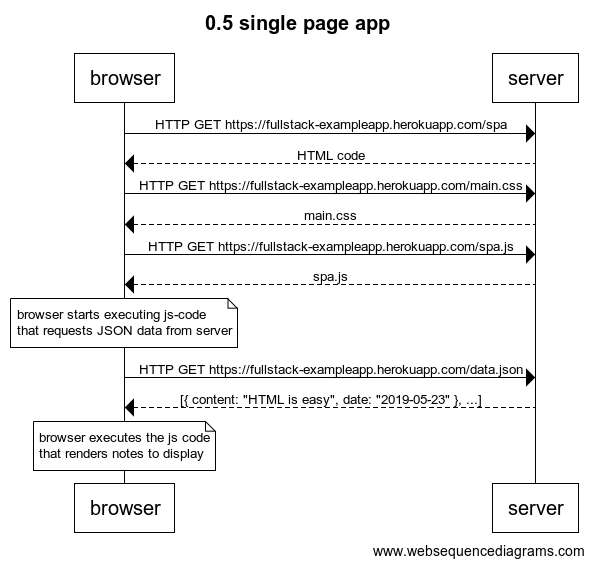 0.5 single page app
browser
server
HTTP GET https://fullstack-exampleapp.herokuapp.com/spa
HTML code
HTTP GET https://fullstack-exampleapp.herokuapp.com/main.css
main.css
HTTP GET https://fullstack-exampleapp.herokuapp.com/spa.js
spa.js
browser starts executing js-code
that requests JSON data from server
HTTP GET https://fullstack-exampleapp.herokuapp.com/data.json
[{ content: "HTML is easy", date: "2019-05-23" }, ...]
browser executes the js code
that renders notes to display
browser
server
www.websequencediagrams.com